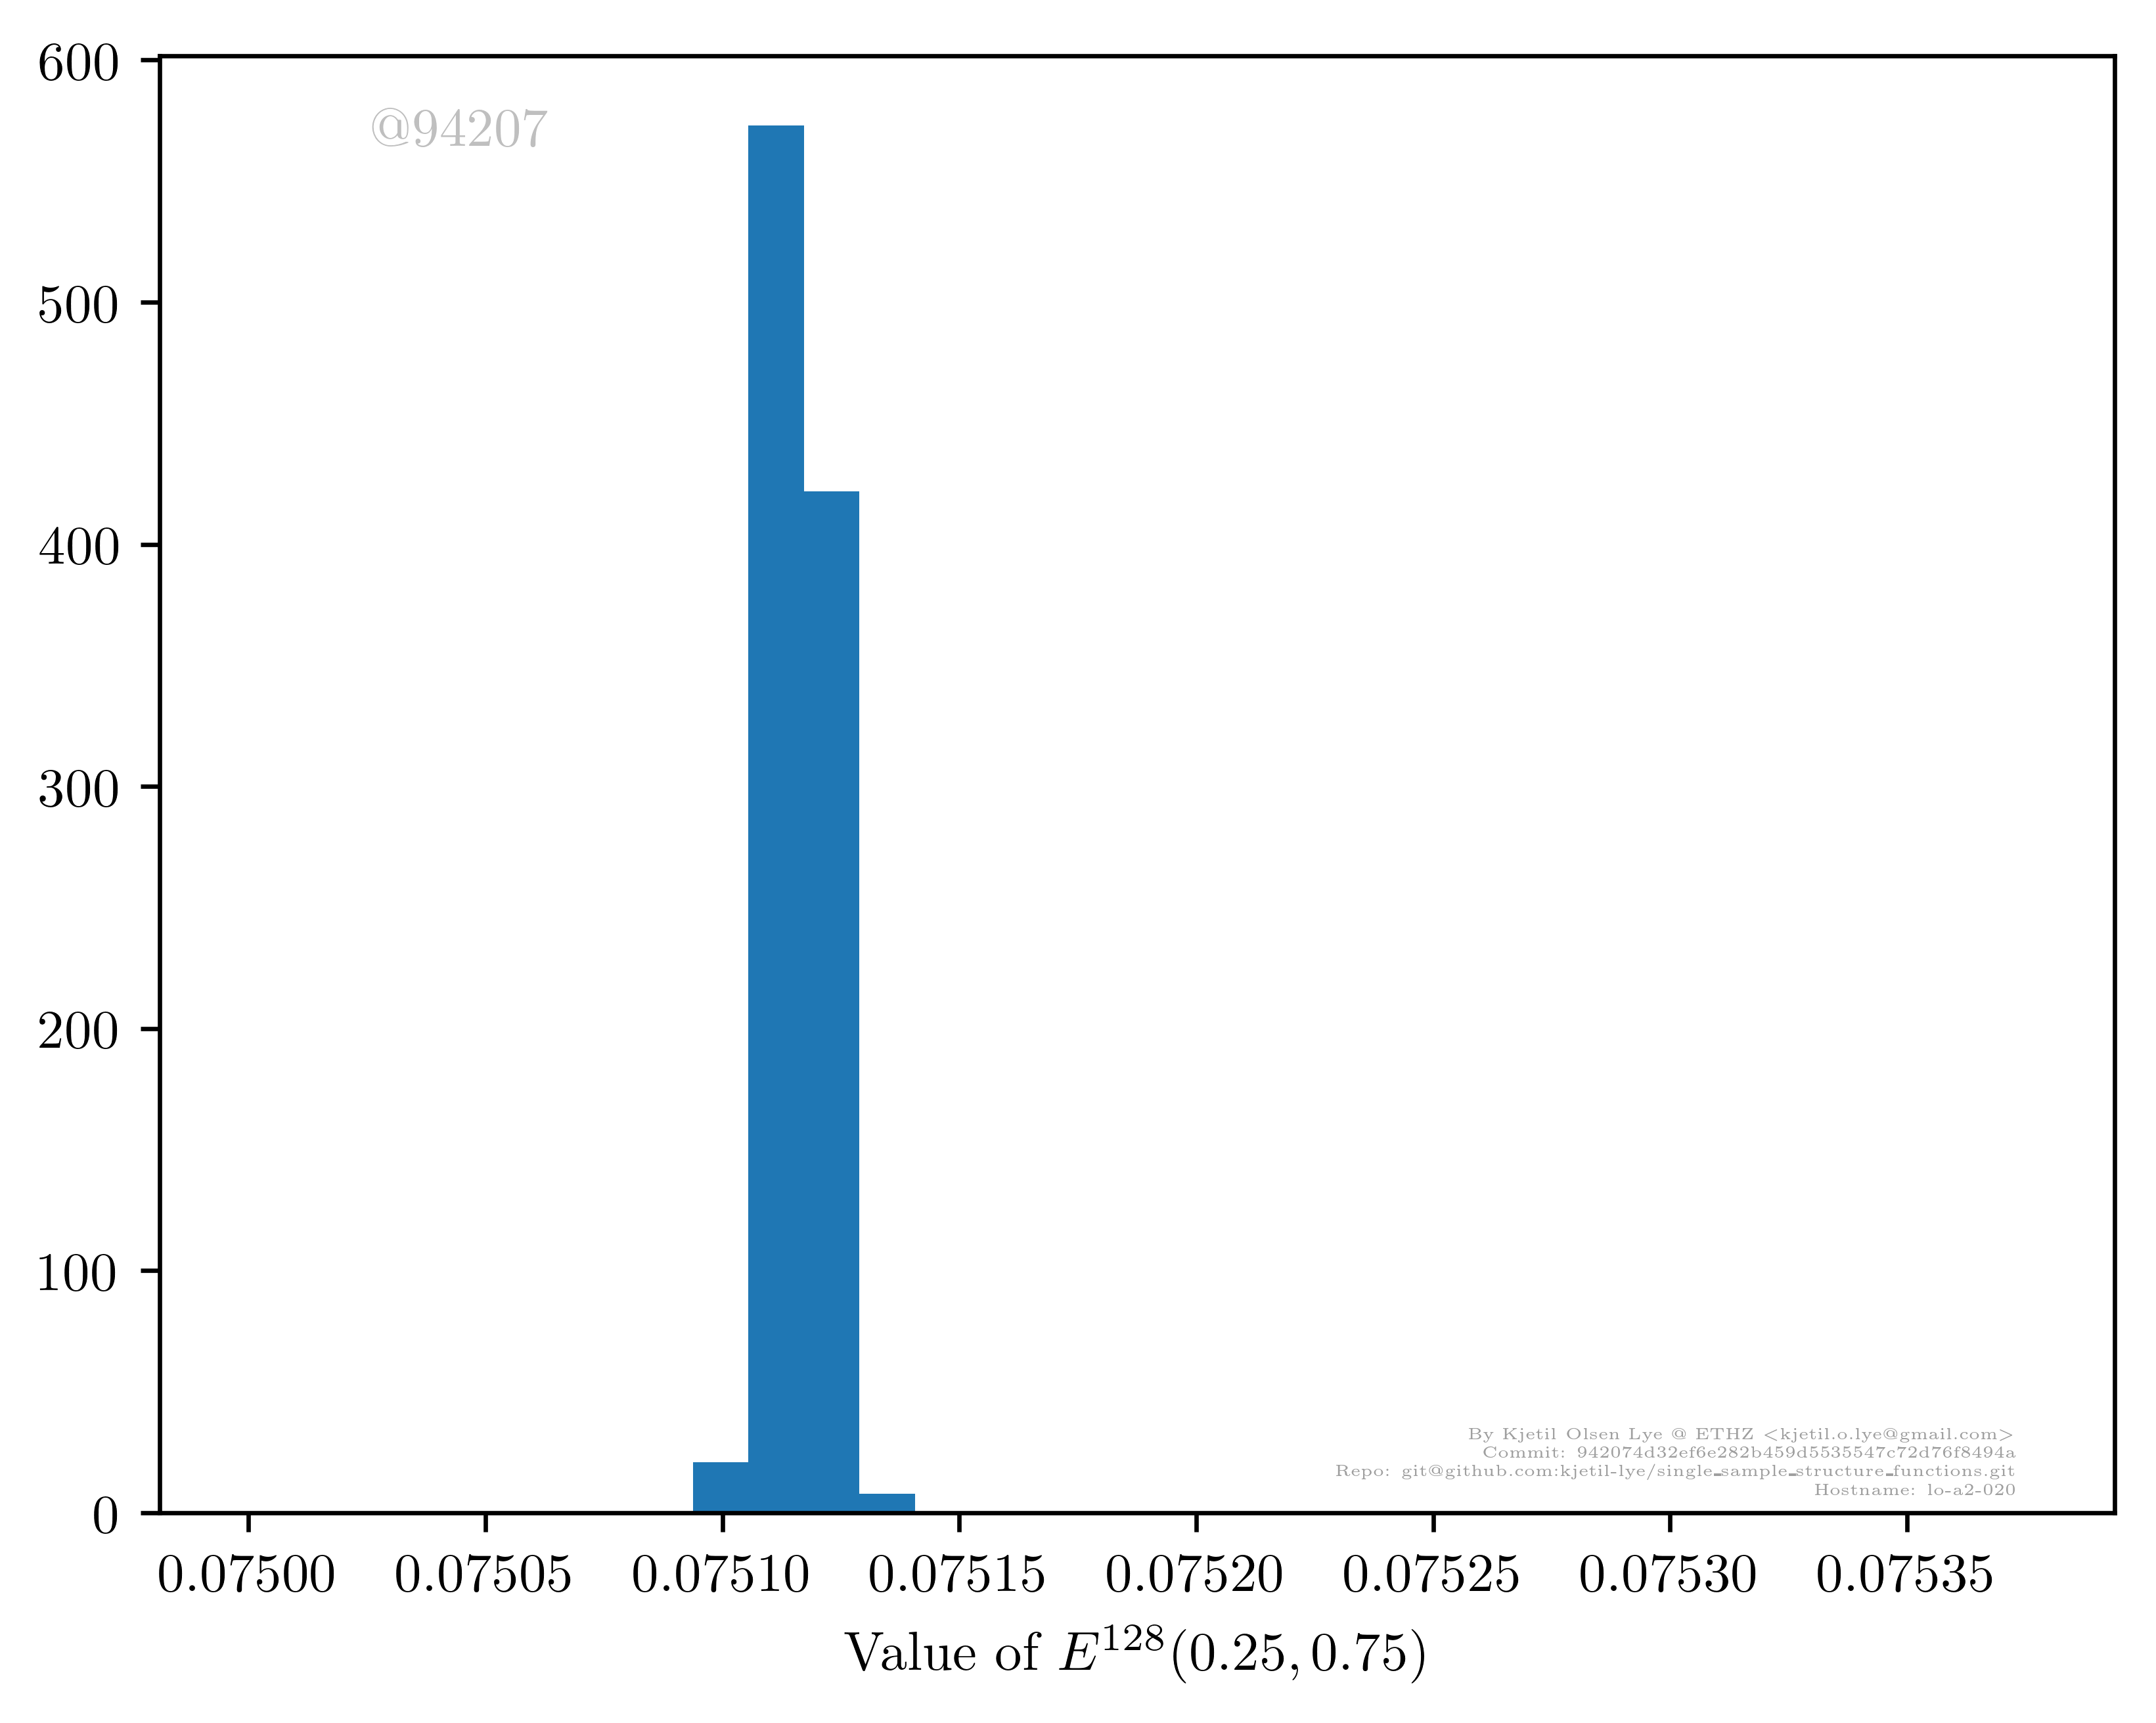 600
@94207
500
400
300
200
100
By Kjetil Olsen Lye @ ETHZ <kjetil.o.lye@gmail.com>
Commit: 942074d32ef6e282b459d5535547c72d76f8494a
Repo: git@github.com:kjetil-lye/single_sample_structure_functions.git
Hostname: lo-a2-020
0
0.07500 0.07505 0.07510 0.07515 0.07520 0.07525 0.07530 0.07535
Value of E^{128}(0.25, 0.75)